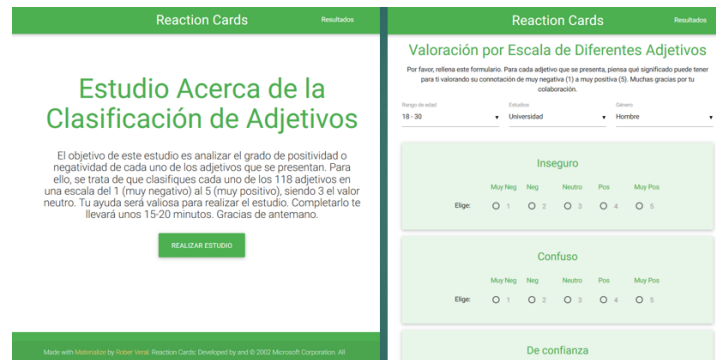 Reaction Cards
Resultados
Estudio Acerca de la
Clasificación de Adjetivos
El objetivo de este estudio es analizar el grado de positividad o
negatividad de cada uno de los adjetivos que se presentan. Para
ello, se trata de que clasifiques cada uno de los 118 adjetivos en
una escala del 1 (muy negativo) al 5 (muy positivo), siendo 3 el valor
neutro. Tu ayuda será valiosa para realizar el estudio. Completarlo te
llevará unos 15-20 minutos. Gracias de antemano.
REALIZAR ESTUDIO
Made with Materialize by Rober Veral. Reaction Cards: Developed by and © 2002 Microsoft Corporation. All
Reaction Cards
Resultados
Valoración por Escala de Diferentes Adjetivos
Por favor, rellena este formulario. Para cada adjetivo que se presenta, piensa qué significado puede tener
para ti valorando su connotación de muy negativa (1) a muy positiva (5). Muchas gracias por tu
colaboración.
Rango de edad Estudios Género
18 - 30 Universidad Hombre
Inseguro
Muy Neg Neg Neutro Pos Muy Pos
Elige: 1 2 3 4 5
Confuso
Muy Neg Neg Neutro Pos Muy Pos
Elige: 1 2 3 4 5
De confianza